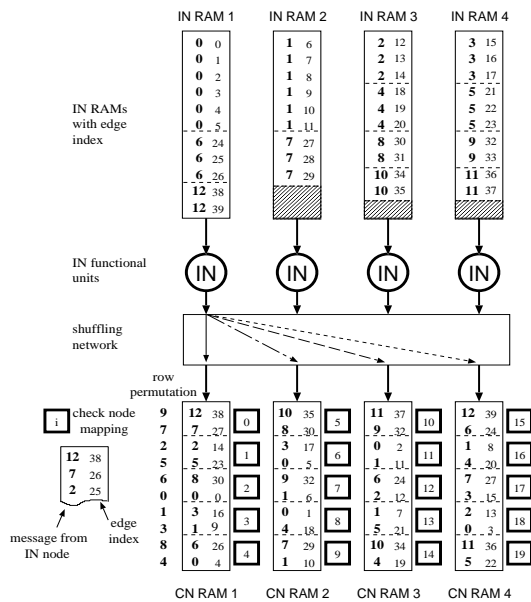 IN RAM 1 IN RAM 2 IN RAM 3 IN RAM 4
0 0 1 6 2 12 3 15
0 1 1 7 2 13 3 16
0 2 1 8 2 14 3 17
0 3 1 9 4 18 5 21
0 4 1 10 4 19 5 22
0 5 1 11 4 20 5 23
6 24 7 27 8 30 9 32
6 25 7 28 8 31 9 33
6 26 7 29 10 34 11 36
12 38 10 35 11 37
12 39
IN RAMs
with edge
index
IN functional
units
IN IN IN IN
shuffling
network
row
permutation
i check node
mapping
9 12 38 0 10 35 5 11 37 10 12 39 15
7 7 27 8 30 9 32 6 24
2 2 14 1 3 17 6 0 2 11 1 8 16
5 5 23 0 5 1 11 4 20
6 8 30 2 9 32 7 6 24 12 7 27 17
0 0 0 1 6 2 12 3 15
1 3 16 3 0 1 8 1 7 13 2 13 18
3 1 9 4 18 5 21 0 3
8 6 26 4 7 29 9 10 34 14 11 36 19
4 0 4 1 10 4 19 5 22
12 38
7 26
2 25
message from
IN node
edge
index
CN RAM 1 CN RAM 2 CN RAM 3 CN RAM 4